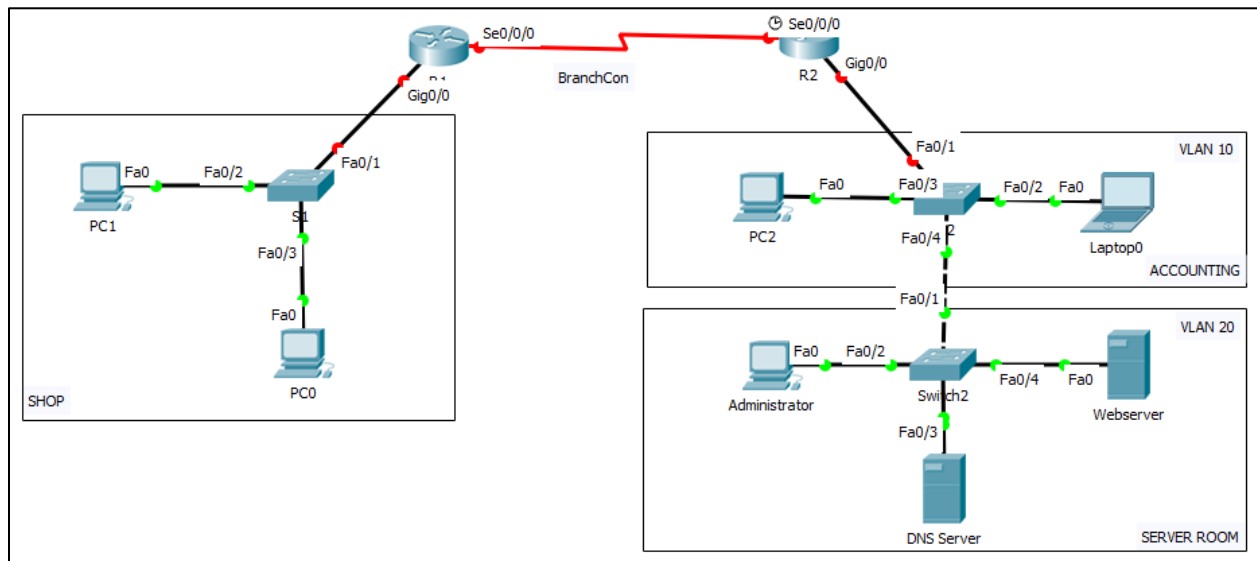 Se0/0/0
Se0/0/0
BranchCon
R2
Gig0/0
Gig0/0
SHOP
Fa0/1
Fa0
Fa0/2
PC1
S1
Fa0/3
Fa0
PC0
VLAN 10
Fa0/1
Fa0
Fa0/3
Fa0/2
Fa0
PC2
2
Laptop0
Fa0/4
ACCOUNTING
Fa0/1
VLAN 20
Fa0
Fa0/2
Fa0/4
Fa0
Administrator
Switch2
Webserver
Fa0/3
DNS Server
SERVER ROOM